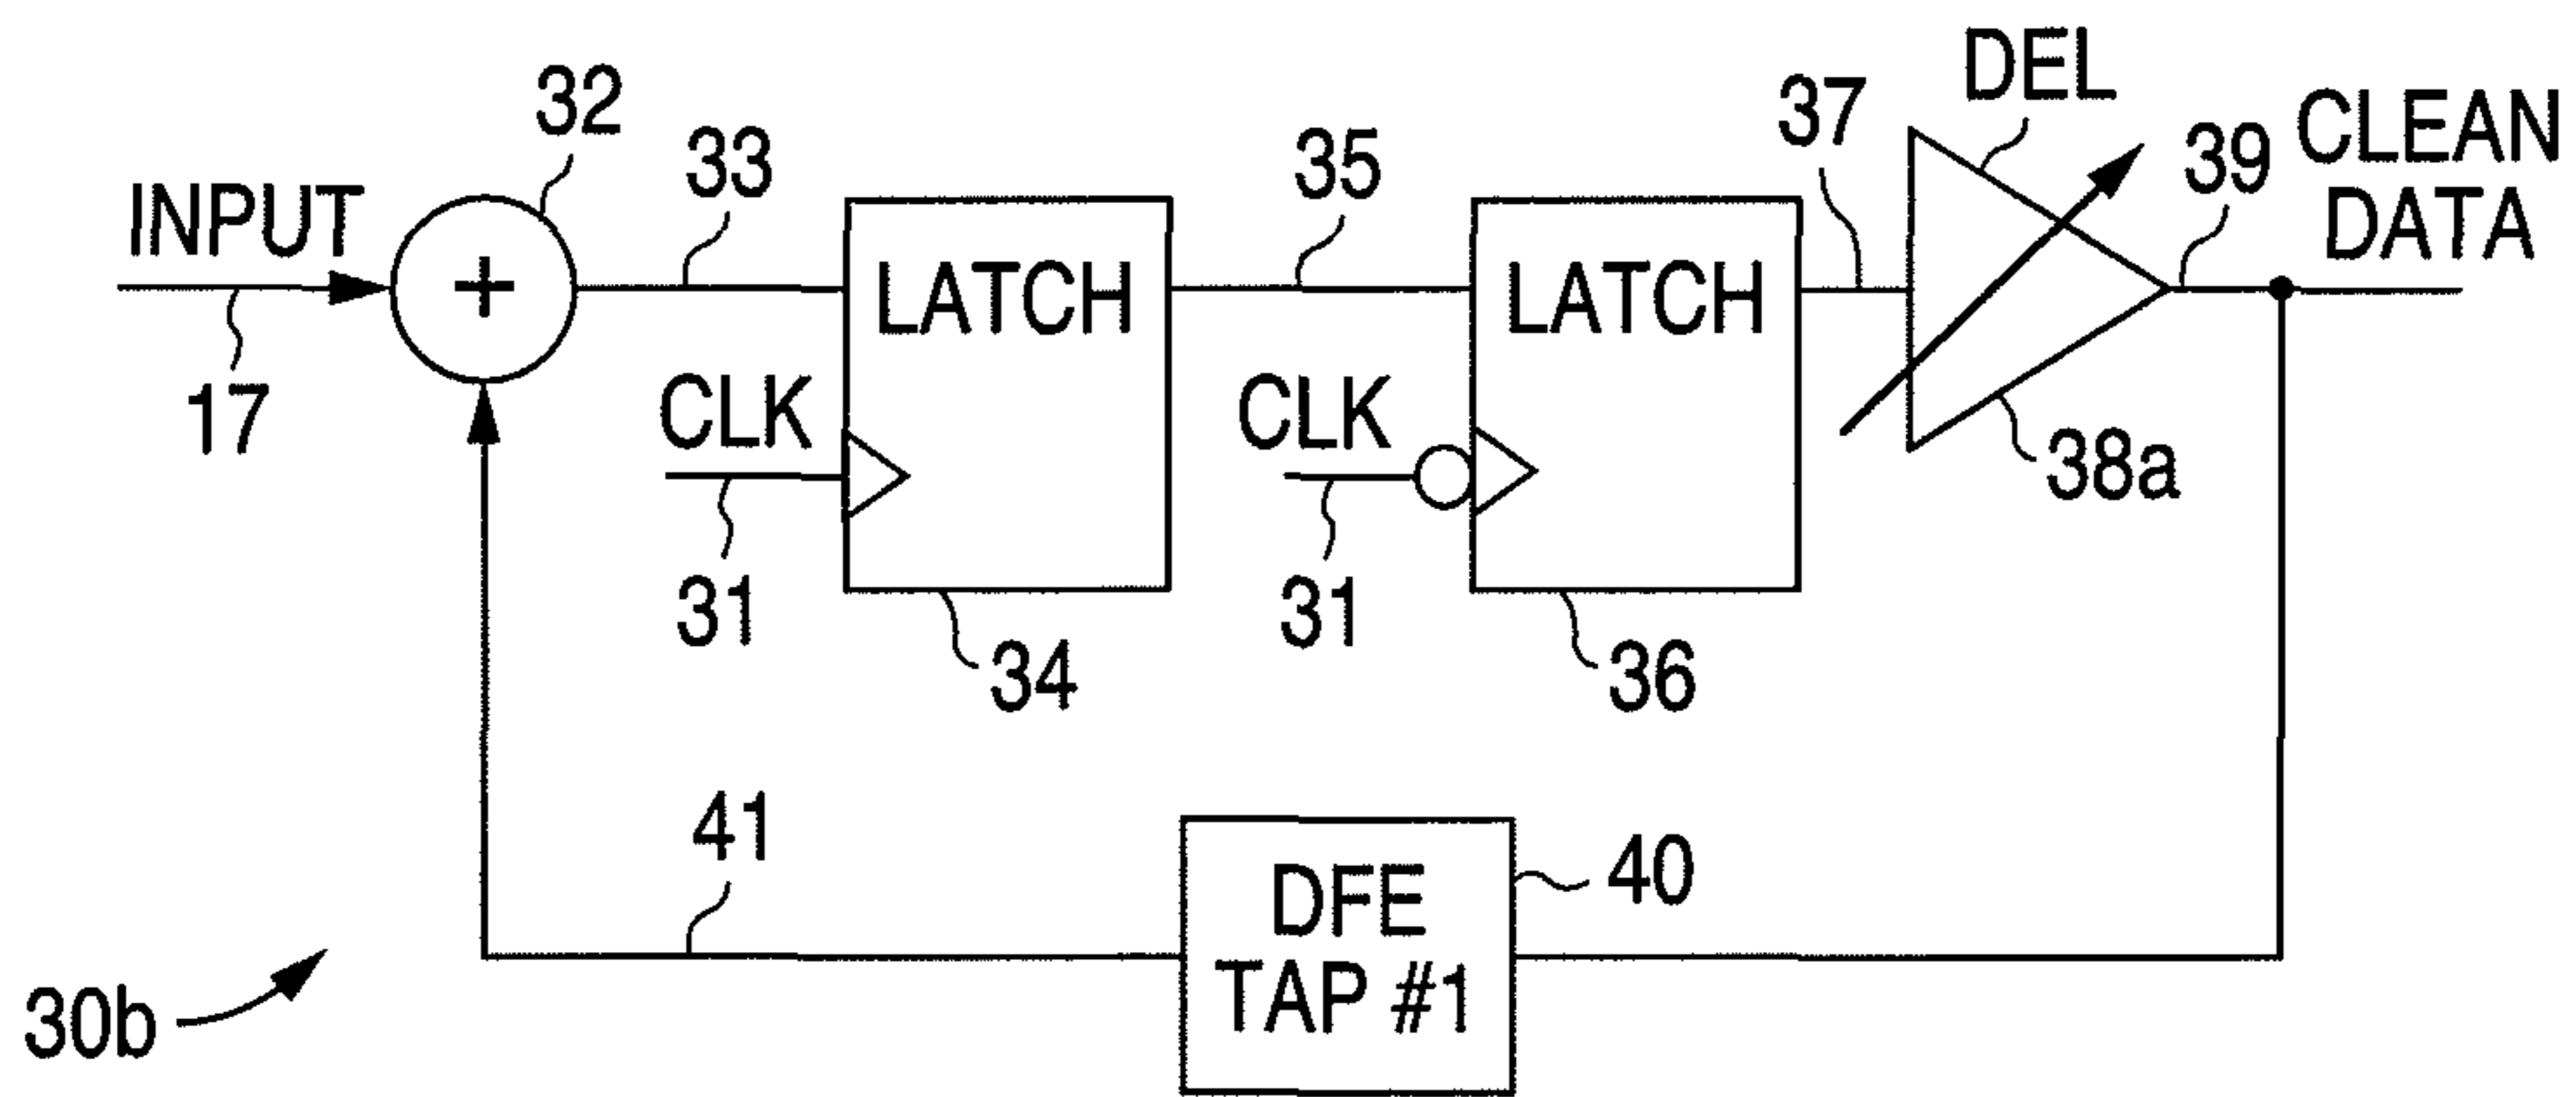 DEL
32
33
35
37
39
CLEAN
DATA
INPUT
17
LATCH
LATCH
CLK
CLK
38a
31
31
34
36
41
DFE
TAP #1
40
30b